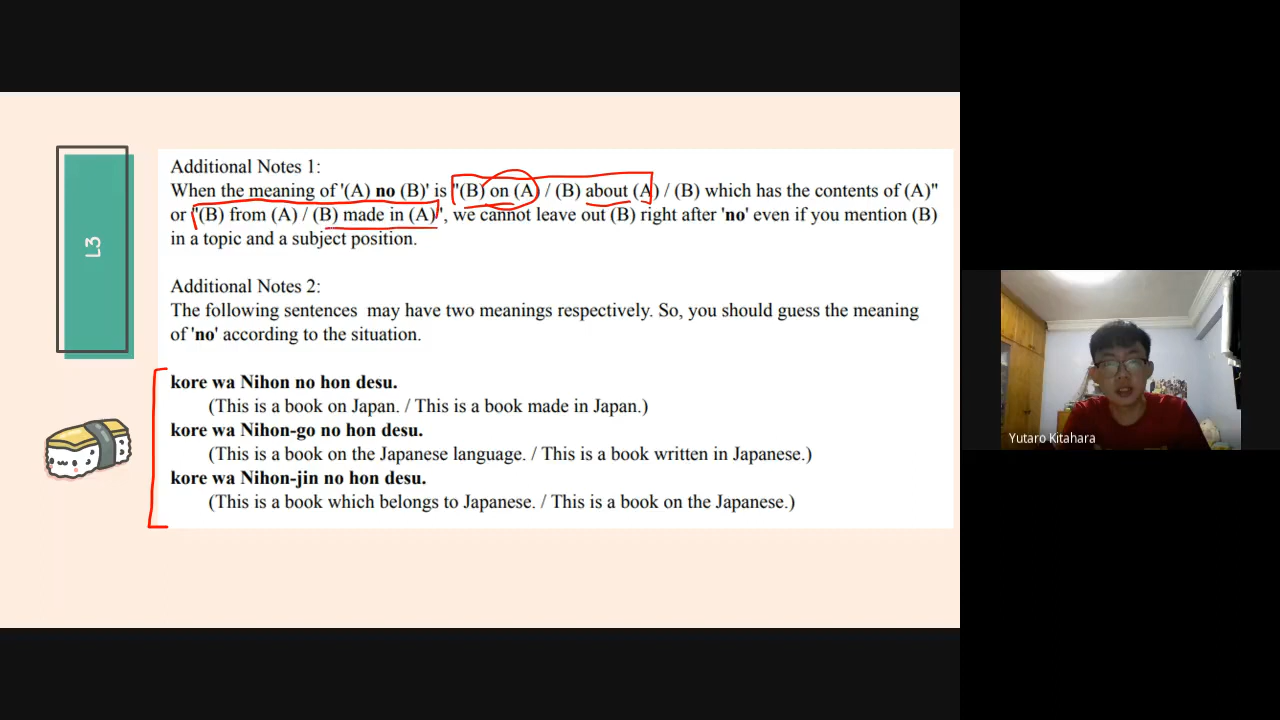 L3
Additional Notes 1:
When the meaning of '(A) no (B)' is "(B) on (A) / (B) about (A) / (B) which has the contents of (A)"
or "(B) from (A) / (B) made in (A)", we cannot leave out (B) right after 'no' even if you mention (B)
in a topic and a subject position.
Additional Notes 2:
The following sentences may have two meanings respectively. So, you should guess the meaning
of 'no' according to the situation.
kore wa Nihon no hon desu.
(This is a book on Japan. / This is a book made in Japan.)
kore wa Nihon-go no hon desu.
(This is a book on the Japanese language. / This is a book written in Japanese.)
kore wa Nihon-jin no hon desu.
(This is a book which belongs to Japanese. / This is a book on the Japanese.)
Yutaro Kitahara